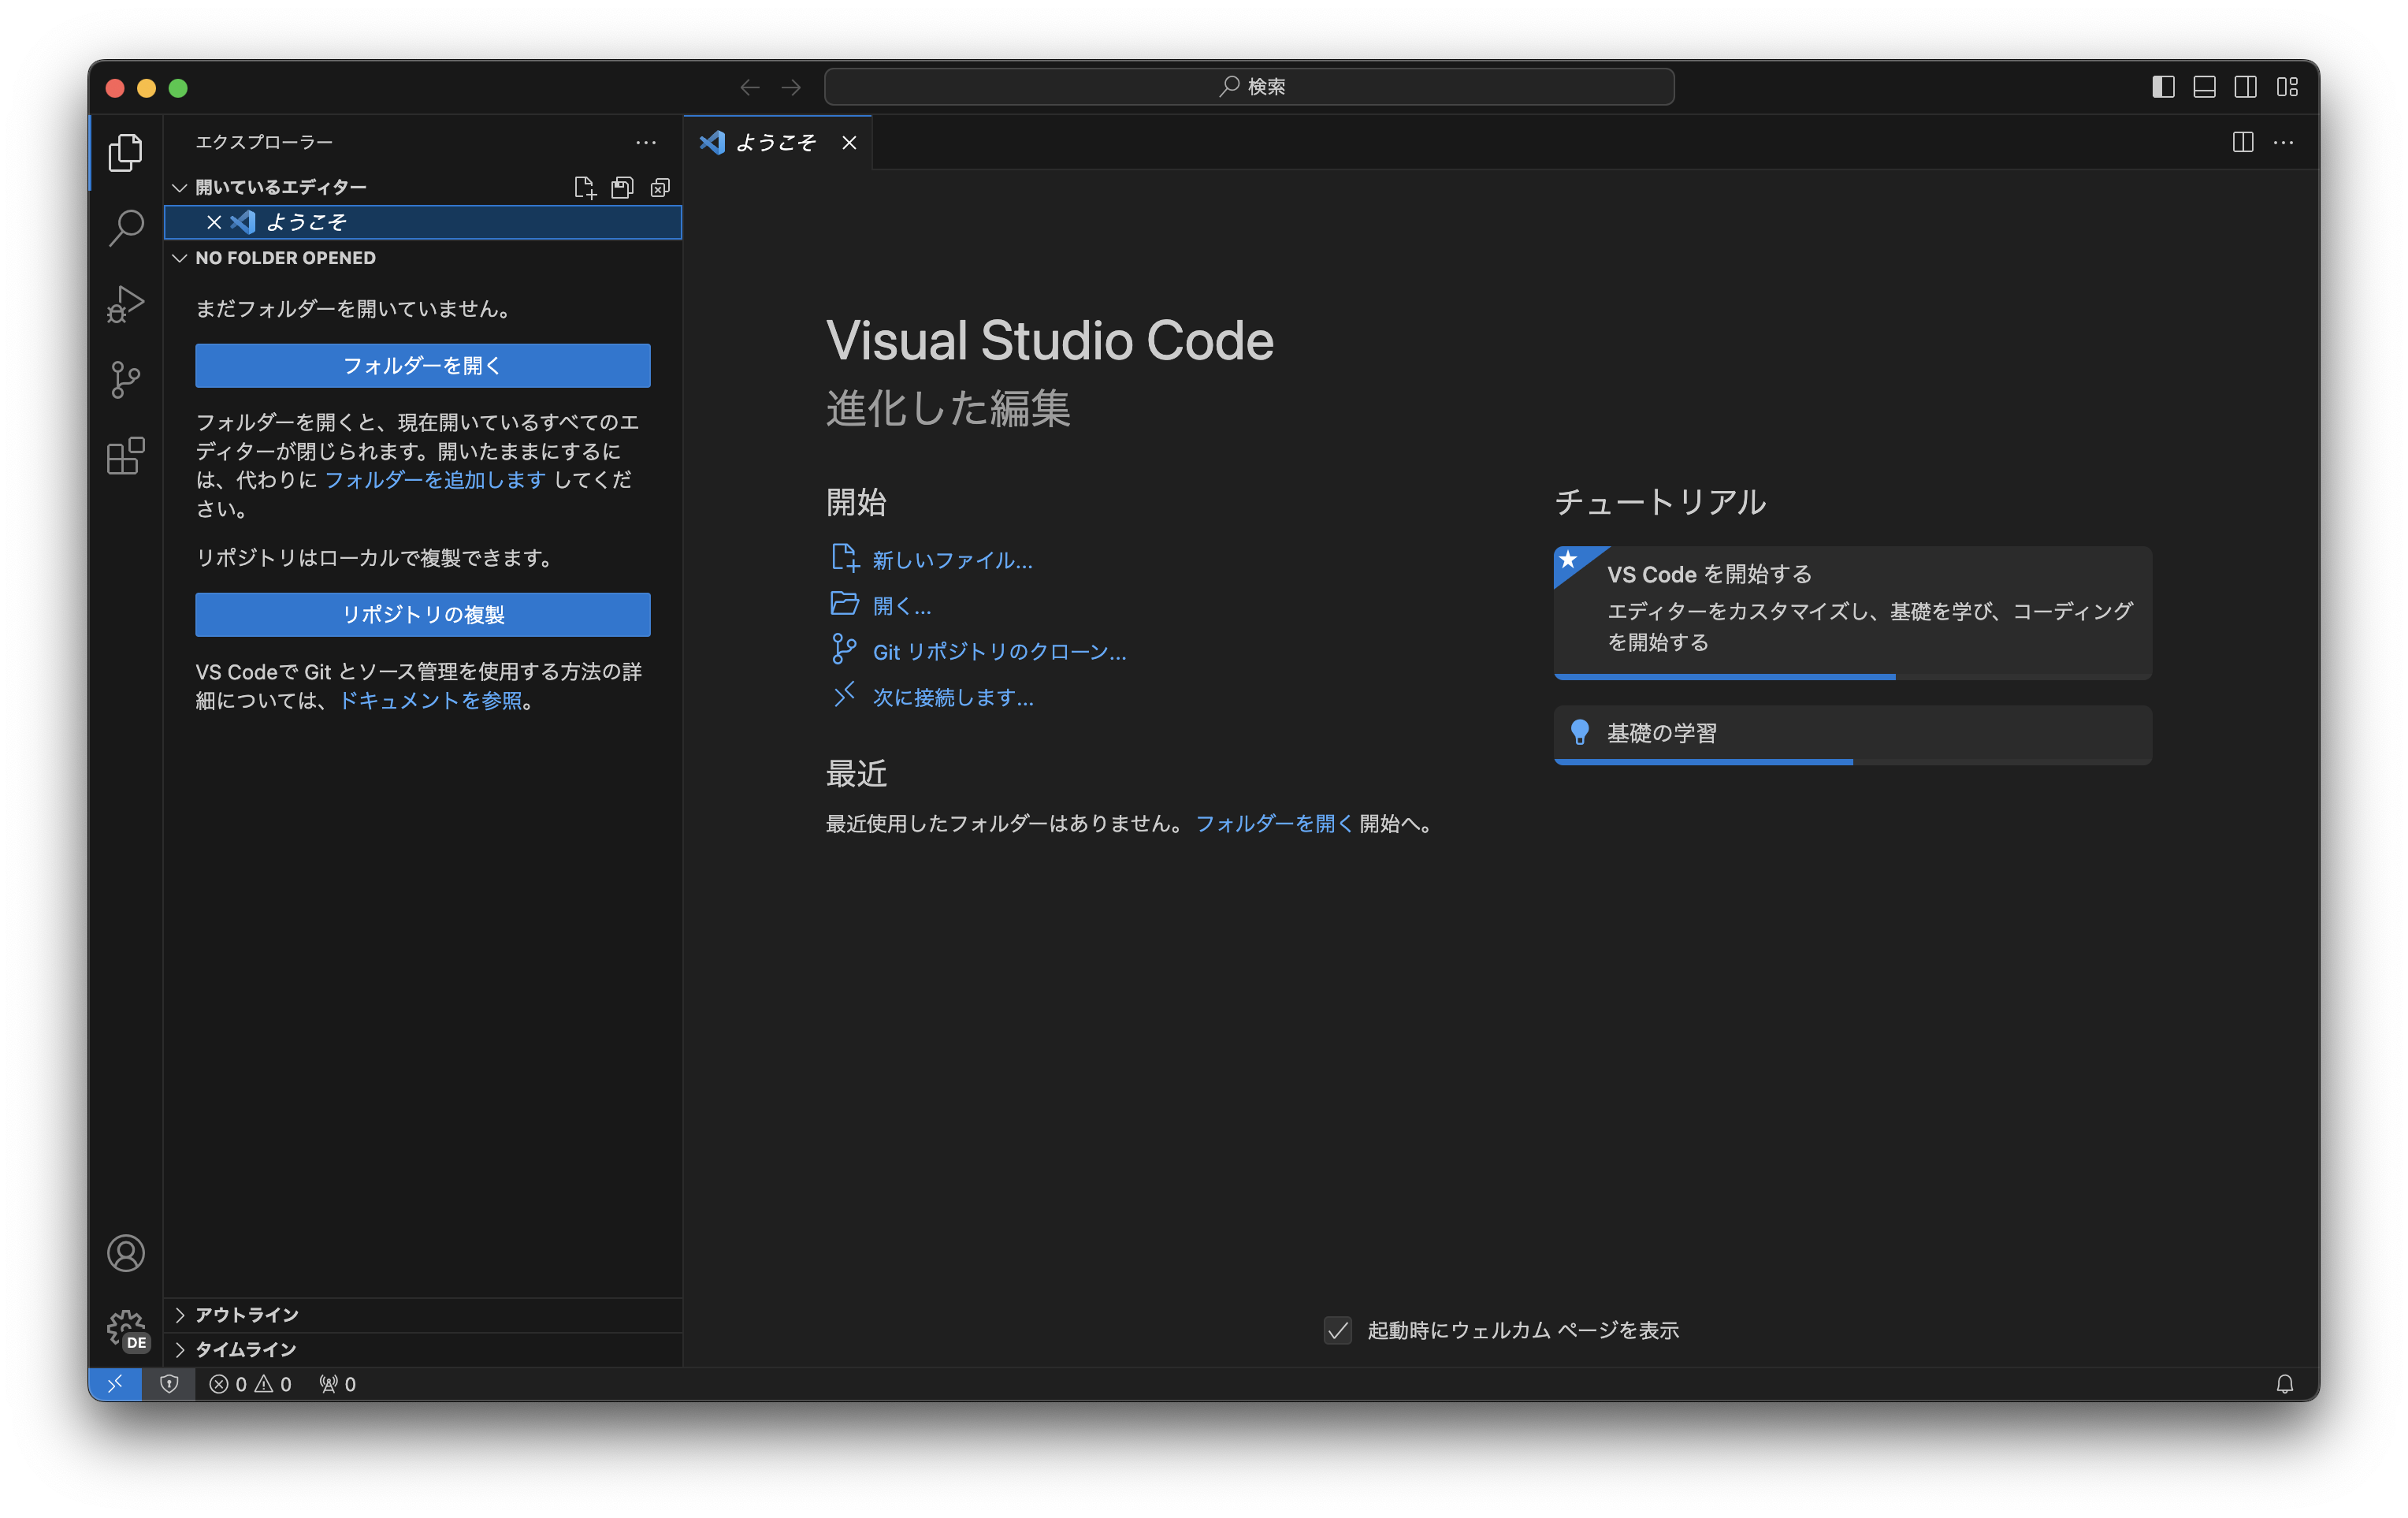 検索
エクスプローラー
開いているエディター
ようこそ
NO FOLDER OPENED
まだフォルダーを開いていません。
フォルダーを開く
フォルダーを開くと、現在開いているすべてのエ
ディターが閉じられます。開いたままにするに
は、代わりに フォルダーを追加します してくだ
さい。
リポジトリはローカルで複製できます。
リポジトリの複製
VS Codeで Git とソース管理を使用する方法の詳
細については、ドキュメントを参照。
アウトライン
タイムライン
DE
ようこそ
Visual Studio Code
進化した編集
開始
新しいファイル...
開く...
Git リポジトリのクローン...
次に接続します...
最近
最近使用したフォルダーはありません。 フォルダーを開く 開始へ。
チュートリアル
VS Code を開始する
エディターをカスタマイズし、基礎を学び、コーディング
を開始する
基礎の学習
起動時にウェルカム ページを表示
0 0 0